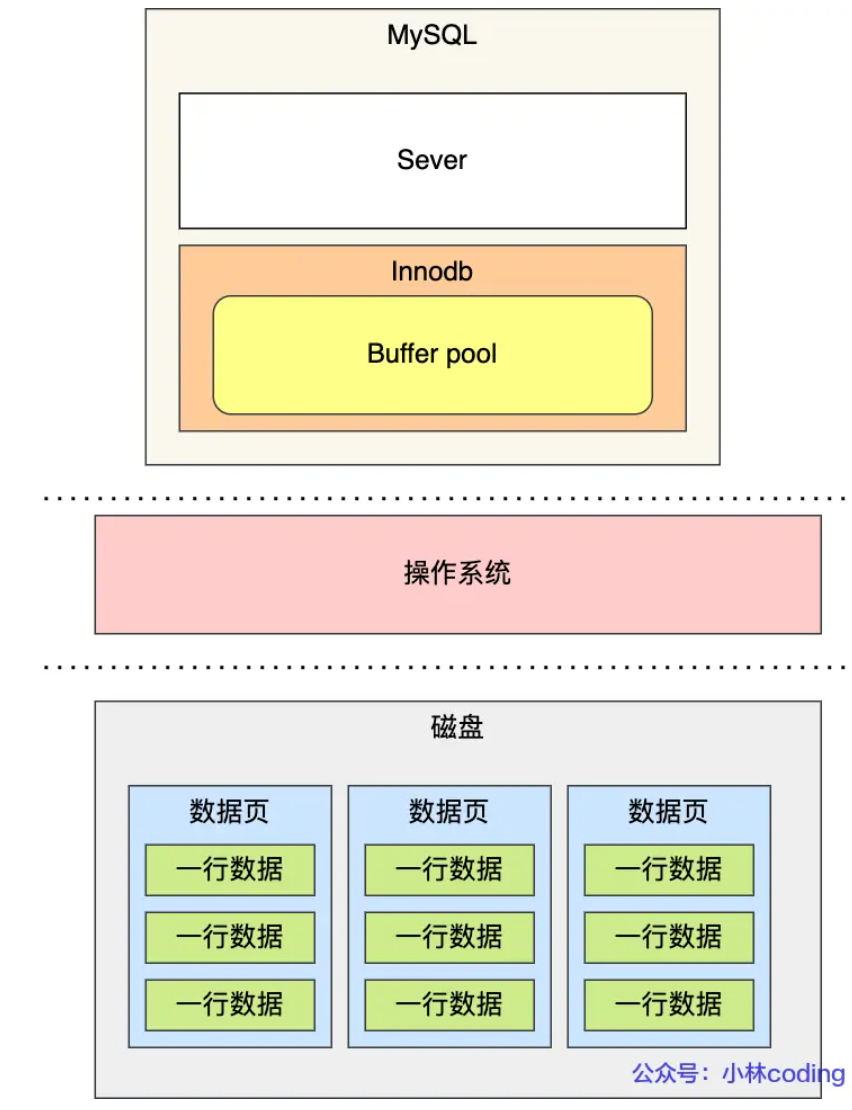 MySQL
Sever
Innodb
Buffer pool
操作系统
磁盘
数据页 数据页 数据页
一行数据 一行数据 一行数据
一行数据 一行数据 一行数据
一行数据 一行数据 一行数据
公众号：小林coding